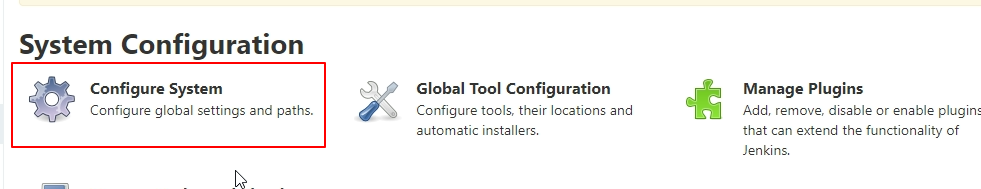 System Configuration
Configure System
Configure global settings and paths.
Global Tool Configuration
Configure tools, their locations and
automatic installers.
Manage Plugins
Add, remove, disable or enable plugins
that can extend the functionality of
Jenkins.